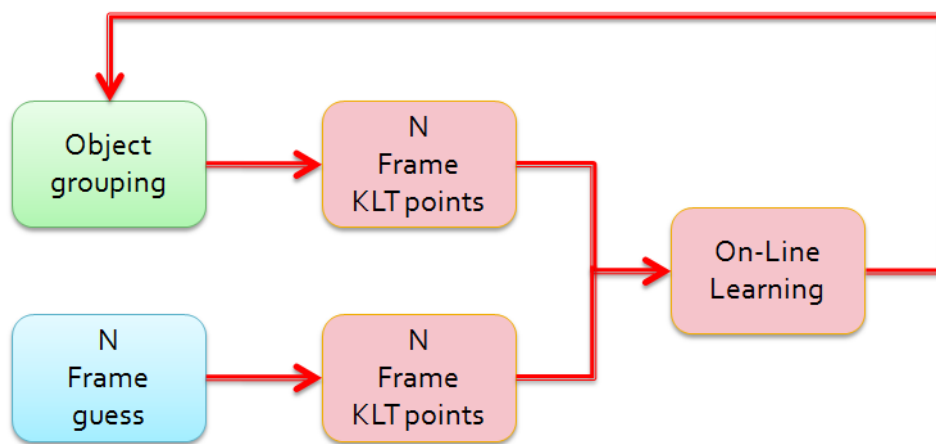 Object
grouping
N
Frame
KLT points
On-Line
Learning
N
Frame
guess
N
Frame
KLT points